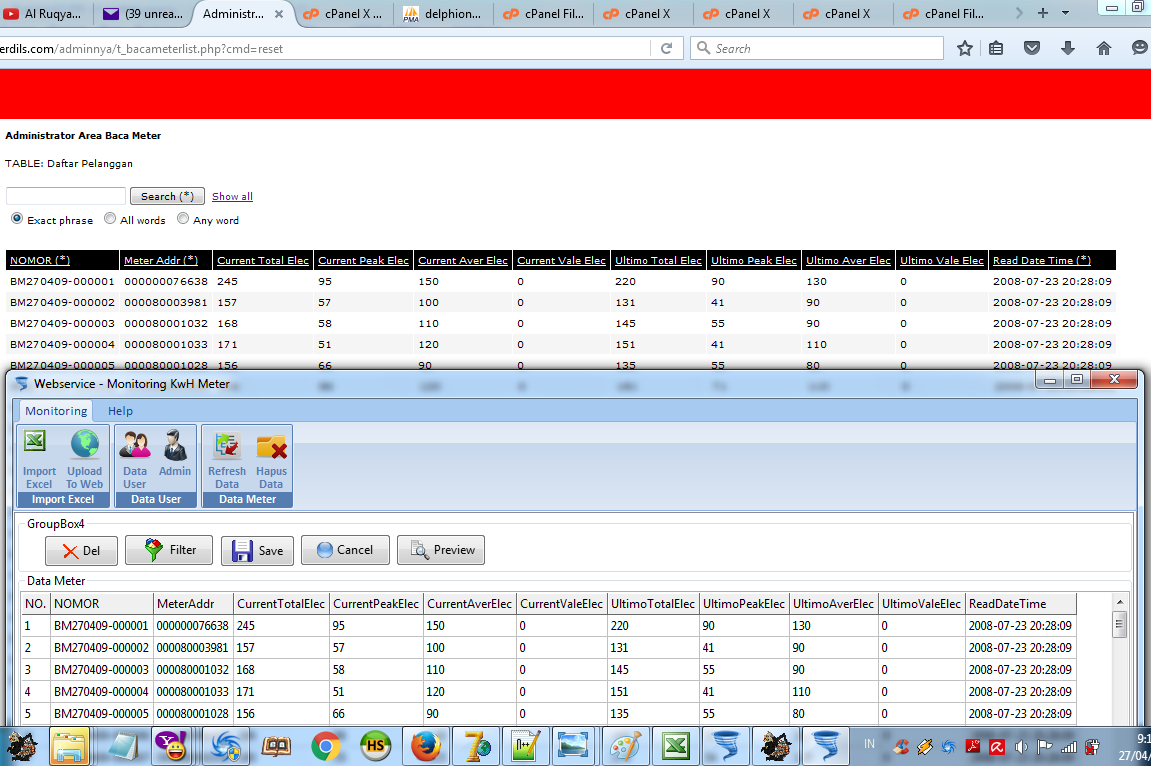 Al Ruqya... (39 unrea... Administr... cPanel X ... delphion... cPanel Fil... cPanel X cPanel X cPanel X cPanel Fil...
erdils.com/adminnya/t_bacameterlist.php?cmd=reset Search
Administrator Area Baca Meter
TABLE: Daftar Pelanggan
Search (*) Show all
Exact phrase All words Any word
NOMOR (*) Meter Addr (*) Current Total Elec Current Peak Elec Current Aver Elec Current Vale Elec Ultimo Total Elec Ultimo Peak Elec Ultimo Aver Elec Ultimo Vale Elec Read Date Time (*)
BM270409-000001 000000076638 245 95 150 0 220 90 130 0 2008-07-23 20:28:09
BM270409-000002 000080003981 157 57 100 0 131 41 90 0 2008-07-23 20:28:09
BM270409-000003 000080001032 168 58 110 0 145 55 90 0 2008-07-23 20:28:09
BM270409-000004 000080001033 171 51 120 0 151 41 110 0 2008-07-23 20:28:09
BM270409-000005 000080001028 156 66 90 0 135 55 80 0 2008-07-23 20:28:09
Webservice - Monitoring KwH Meter
Monitoring Help
Import Excel Upload To Web Data User Admin Refresh Data Hapus Data
Import Excel Data User Data Meter
GroupBox4
Del Filter Save Cancel Preview
Data Meter
NO. NOMOR MeterAddr CurrentTotalElec CurrentPeakElec CurrentAverElec CurrentValeElec UltimoTotalElec UltimoPeakElec UltimoAverElec UltimoValeElec ReadDateTime
1 BM270409-000001 000000076638 245 95 150 0 220 90 130 0 2008-07-23 20:28:09
2 BM270409-000002 000080003981 157 57 100 0 131 41 90 0 2008-07-23 20:28:09
3 BM270409-000003 000080001032 168 58 110 0 145 55 90 0 2008-07-23 20:28:09
4 BM270409-000004 000080001033 171 51 120 0 151 41 110 0 2008-07-23 20:28:09
5 BM270409-000005 000080001028 156 66 90 0 135 55 80 0 2008-07-23 20:28:09
HS IN 9:1
27/04/